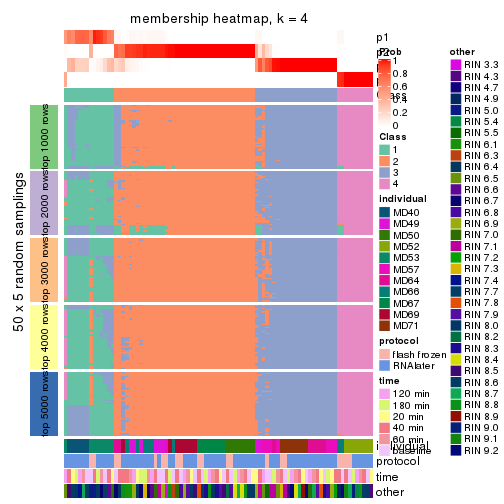 membership heatmap, k = 4
p1
p2
50 x 5 random samplings
top 1000 rows
top 2000 rows
top 3000 rows
top 4000 rows
top 5000 rows
Prob
1
0.8
0.6
0.4
0.2
0
Class
1
2
3
4
Individual
MD40
MD49
MD50
MD52
MD53
MD57
MD64
MD66
MD67
MD69
MD71
protocol
flash frozen
RNAlater
time
120 min
180 min
20 min
40 min
60 min
baseline
other
RIN 3.3
RIN 4.3
RIN 4.7
RIN 4.9
RIN 5.0
RIN 5.4
RIN 5.5
RIN 6.1
RIN 6.3
RIN 6.4
RIN 6.5
RIN 6.6
RIN 6.7
RIN 6.8
RIN 6.9
RIN 7.0
RIN 7.1
RIN 7.2
RIN 7.3
RIN 7.4
RIN 7.7
RIN 7.8
RIN 7.9
RIN 8.0
RIN 8.2
RIN 8.3
RIN 8.4
RIN 8.5
RIN 8.6
RIN 8.7
RIN 8.8
RIN 8.9
RIN 9.0
RIN 9.1
RIN 9.2
protocol
time
other